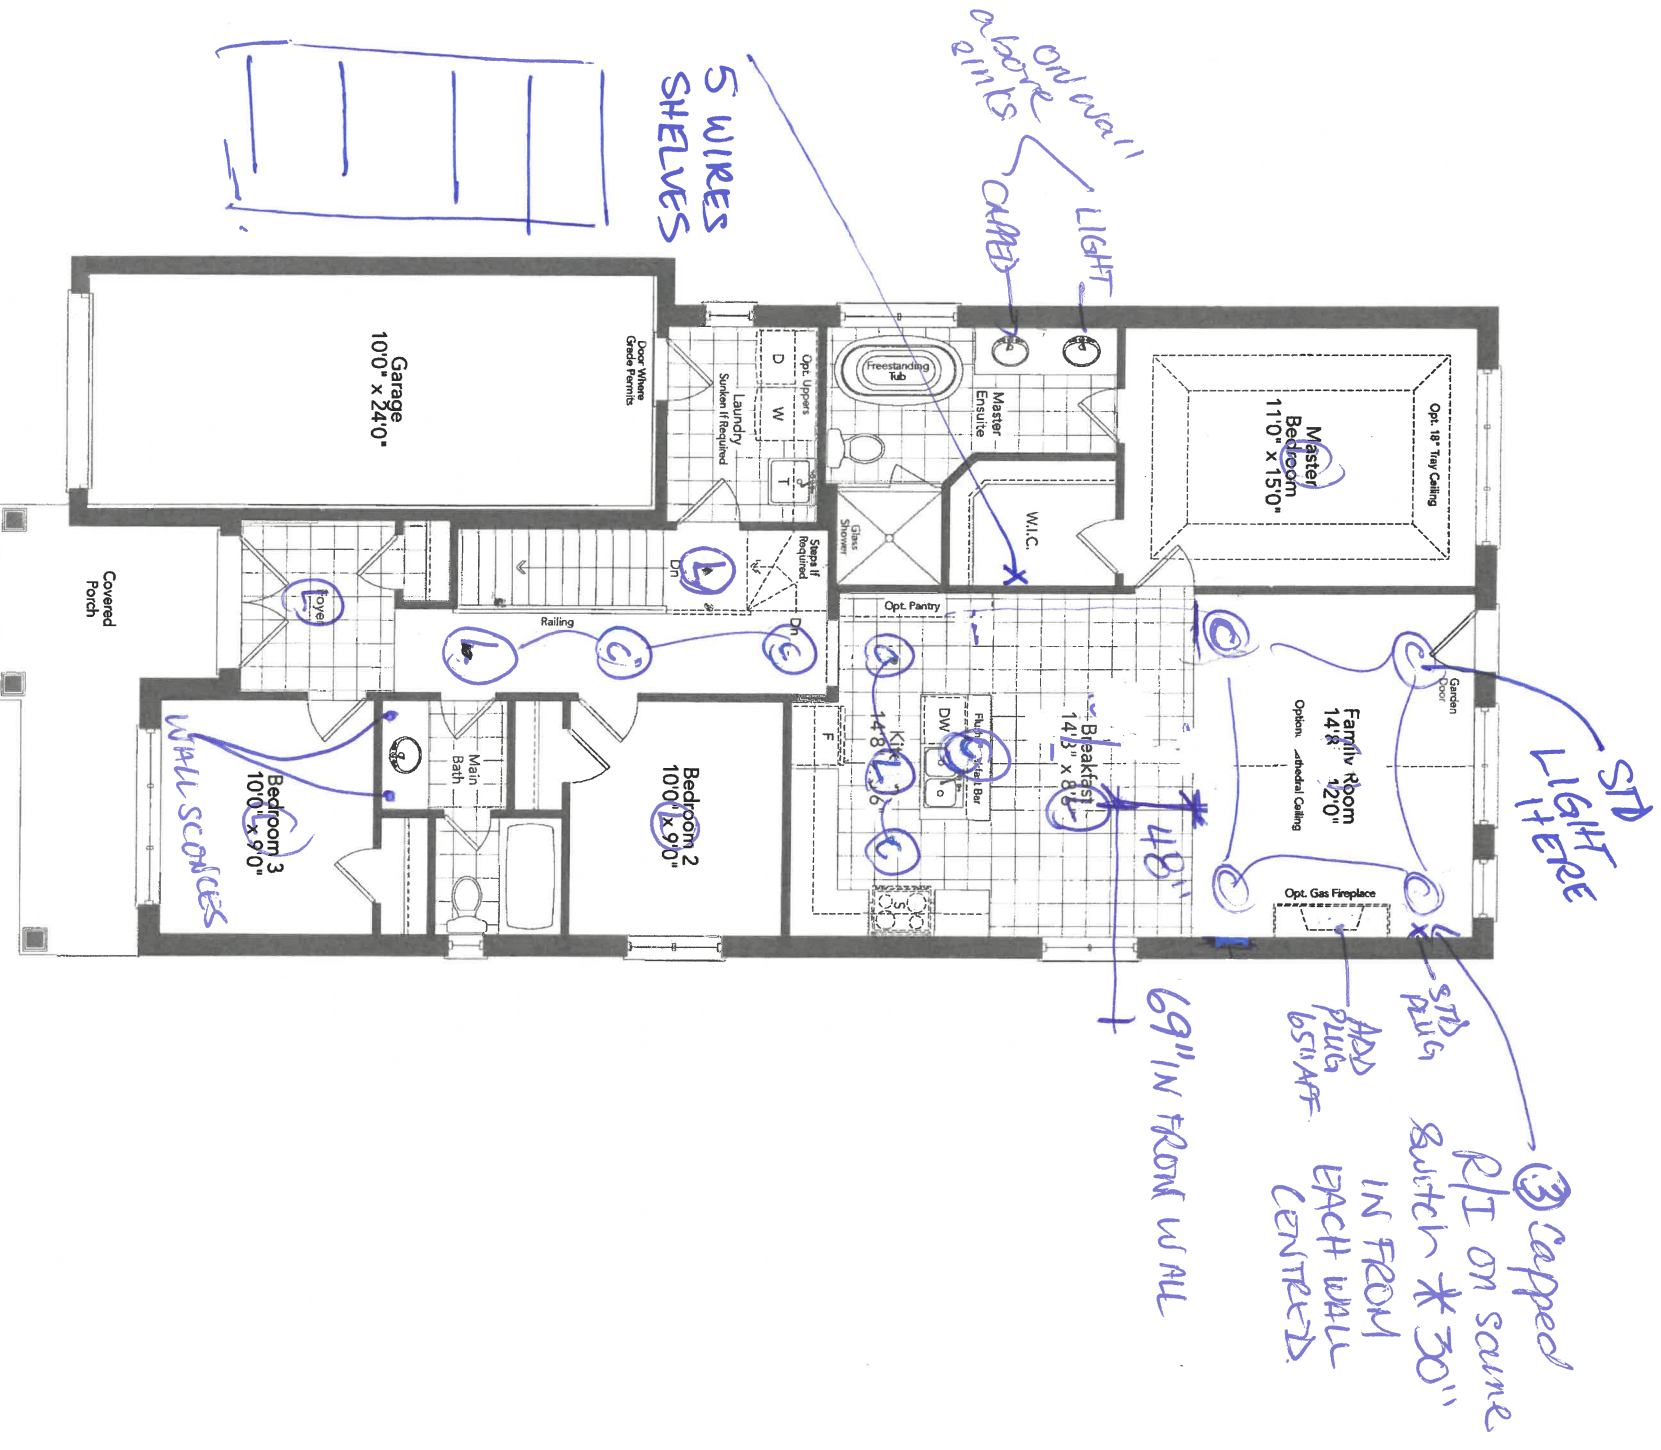 on wall
above
sinks
LIGHT
CAPPED
5 WIRES
SHELVES
Opt. 18" Tray Ceiling
Master
Bedroom
11'0" x 15'0"
Freestanding
Tub
Master
Ensuite
W.I.C.
Glass
Shower
Opt. Uppers
D
W
T
Laundry
Sunken If Required
Door Where
Grade Permits
Garage
10'0" x 24'0"
Steps If
Required
Dn
Dn
L
Railing
L
C
C
Foyer
L
Covered
Porch
Opt. Pantry
C
L
C
DW
C
F
S
Breakfast
14'8" x 8'6"
L
48"
Garden
Door
Family Room
Cathedral Ceiling
C
C
C
C
Opt. Gas Fireplace
STD
LIGHT
HERE
Main
Bath
Bedroom 2
10'0" x 9'0"
L
Bedroom 3
10'0" x 9'0"
L
WALL SCONCES
STD
PLUG
ADD
PLUG
65" AFF
69" IN FROM WALL
③ Capped
R/I on same
Switch * 30"
IN FROM
EACH WALL
CENTRED.